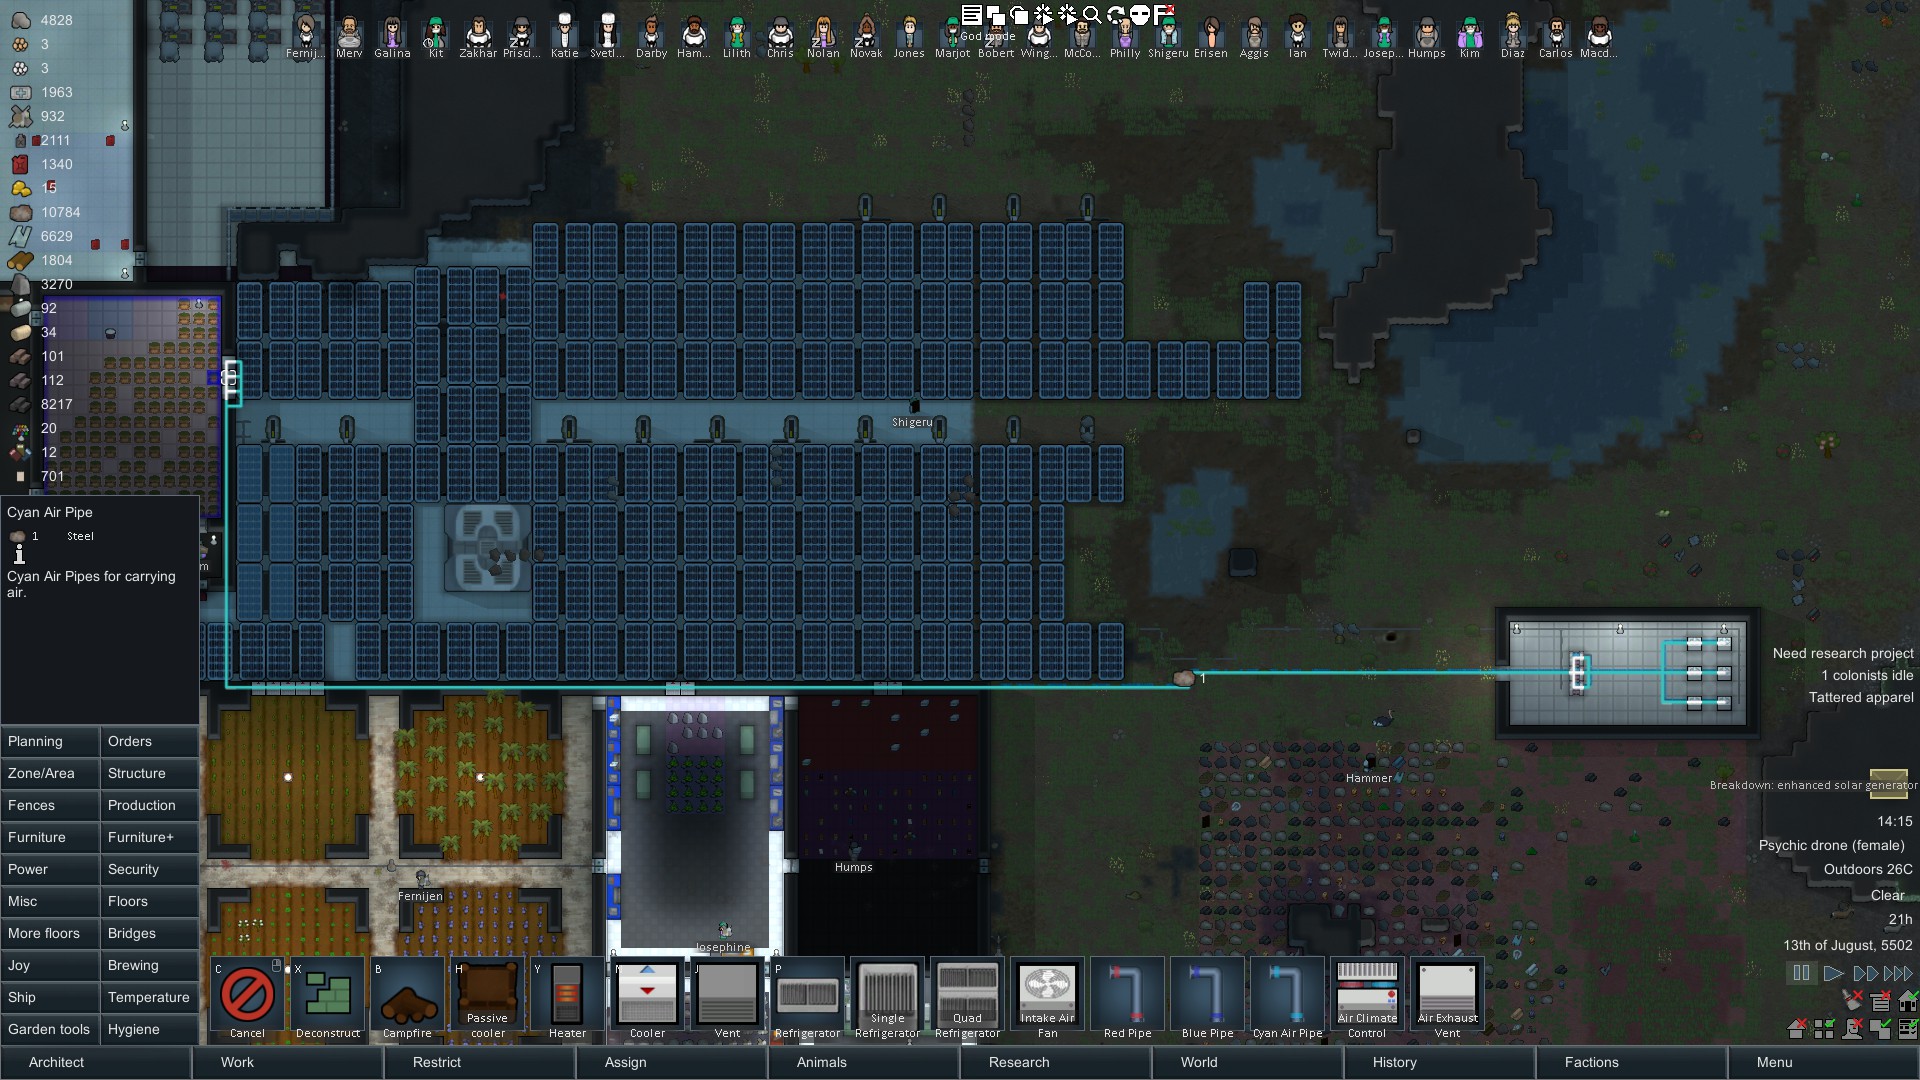 4828
3
3
1963
932
2111
1340
15
10784
6629
1804
3270
92
34
101
112
8217
20
12
701
God mode
Fernij...
Merv
Galina
Kit
Zakhar
Prisci...
Katie
Svetl...
Darby
Ham...
Lilith
Chris
Nolan
Novak
Jones
Marjot
Bobert
Wing...
McCo...
Philly
Shigeru
Erisen
Aggis
Ian
Twid...
Josep...
Humps
Kim
Diaz
Carlos
Macd...
Shigeru
Cyan Air Pipe
1 Steel
Cyan Air Pipes for carrying
air.
m
1
Need research project
1 colonists idle
Tattered apparel
Hammer
Breakdown: enhanced solar generator
14:15
Psychic drone (female)
Outdoors 26C
Clear
21h
13th of Jugust, 5502
Humps
Fernijen
Josephine
Planning
Orders
Zone/Area
Structure
Fences
Production
Furniture
Furniture+
Power
Security
Misc
Floors
More floors
Bridges
Joy
Brewing
Ship
Temperature
Garden tools
Hygiene
C
Cancel
X
Deconstruct
B
Campfire
H
Passive
cooler
Y
Heater
N
Cooler
J
Vent
P
Refrigerator
Single
Refrigerator
Quad
Refrigerator
Intake Air
Fan
Red Pipe
Blue Pipe
Cyan Air Pipe
Air Climate
Control
Air Exhaust
Vent
Architect
Work
Restrict
Assign
Animals
Research
World
History
Factions
Menu